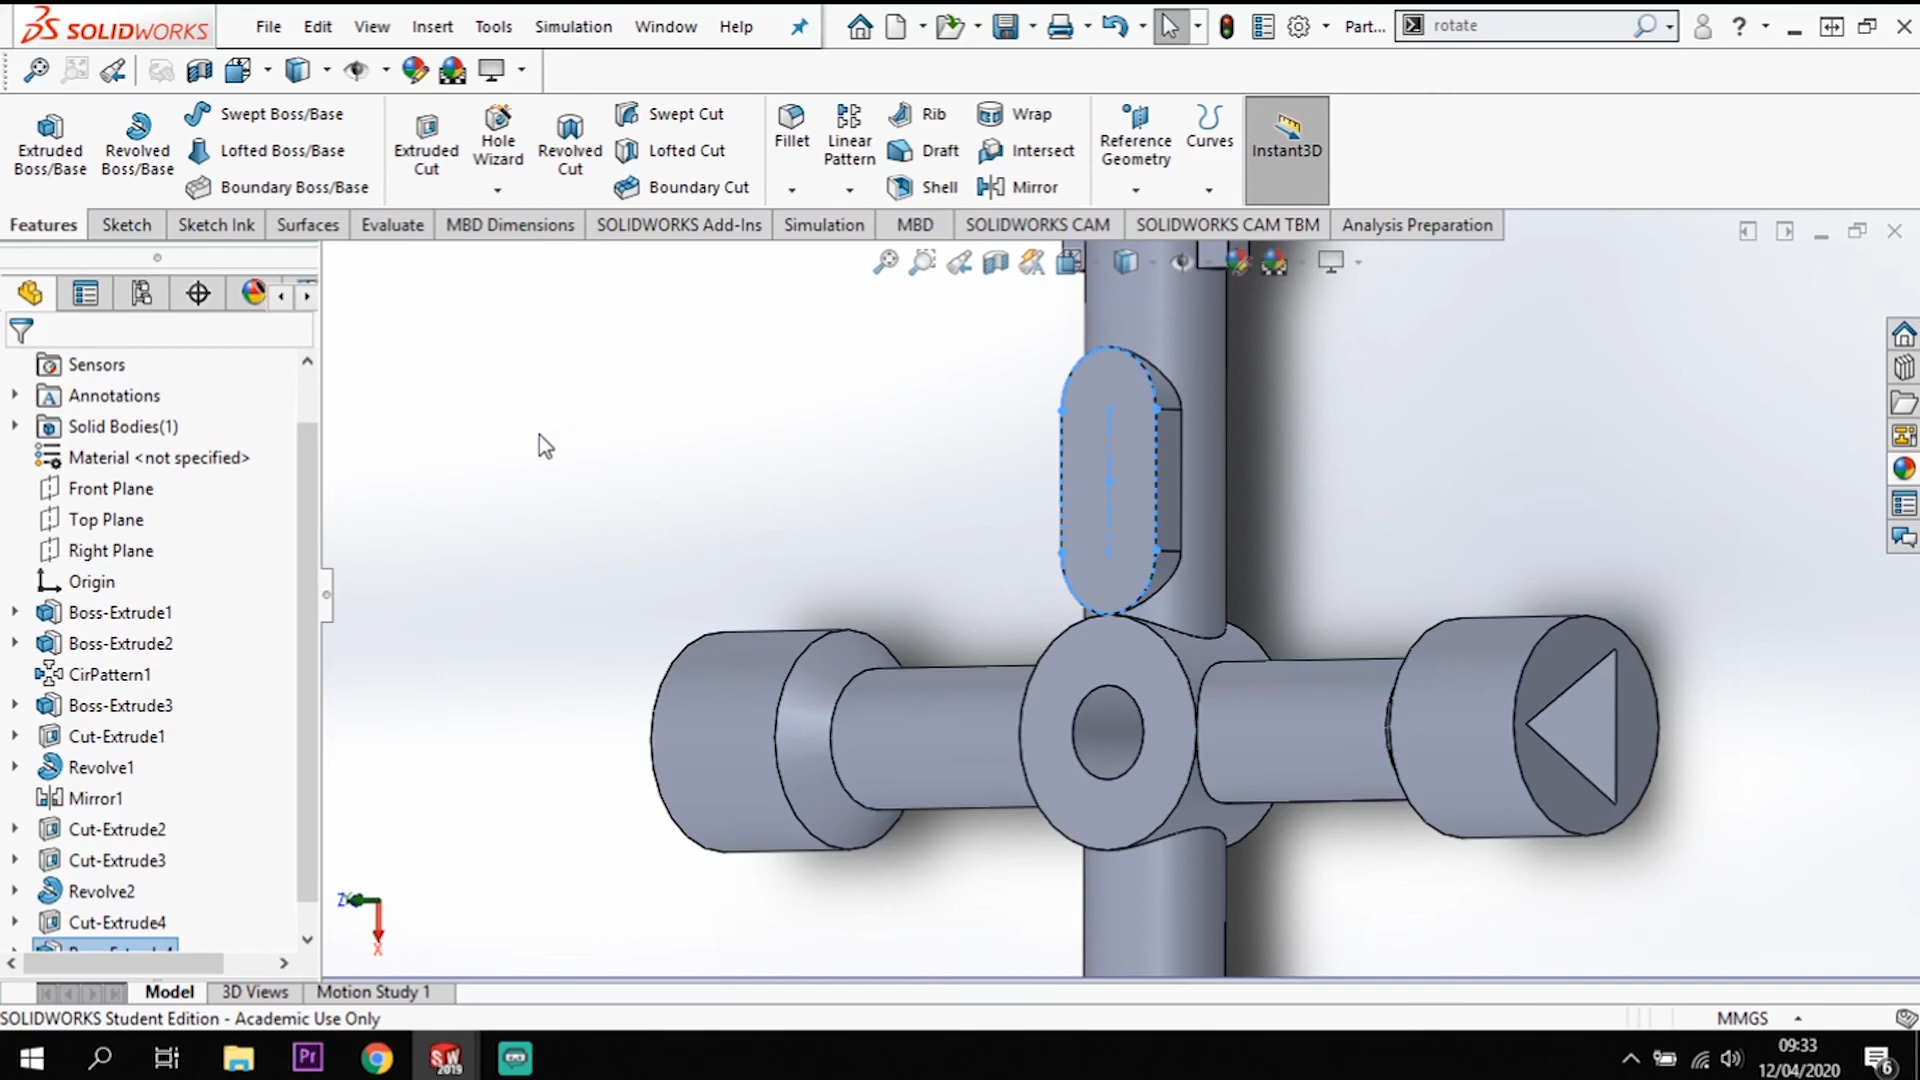 SOLIDWORKS File Edit View Insert Tools Simulation Window Help Part... rotate ?
Extruded Boss/Base
Revolved Boss/Base
Swept Boss/Base
Lofted Boss/Base
Boundary Boss/Base
Extruded Cut
Hole Wizard
Revolved Cut
Swept Cut
Lofted Cut
Boundary Cut
Fillet
Linear Pattern
Rib
Draft
Shell
Wrap
Intersect
Mirror
Reference Geometry
Curves
Instant3D
Features Sketch Sketch Ink Surfaces Evaluate MBD Dimensions SOLIDWORKS Add-Ins Simulation MBD SOLIDWORKS CAM SOLIDWORKS CAM TBM Analysis Preparation
Sensors
Annotations
Solid Bodies(1)
Material <not specified>
Front Plane
Top Plane
Right Plane
Origin
Boss-Extrude1
Boss-Extrude2
CirPattern1
Boss-Extrude3
Cut-Extrude1
Revolve1
Mirror1
Cut-Extrude2
Cut-Extrude3
Revolve2
Cut-Extrude4
Boss-Extrude4
X
Model 3D Views Motion Study 1
SOLIDWORKS Student Edition - Academic Use Only MMGS
Pr SW 2019
09:33
12/04/2020
6